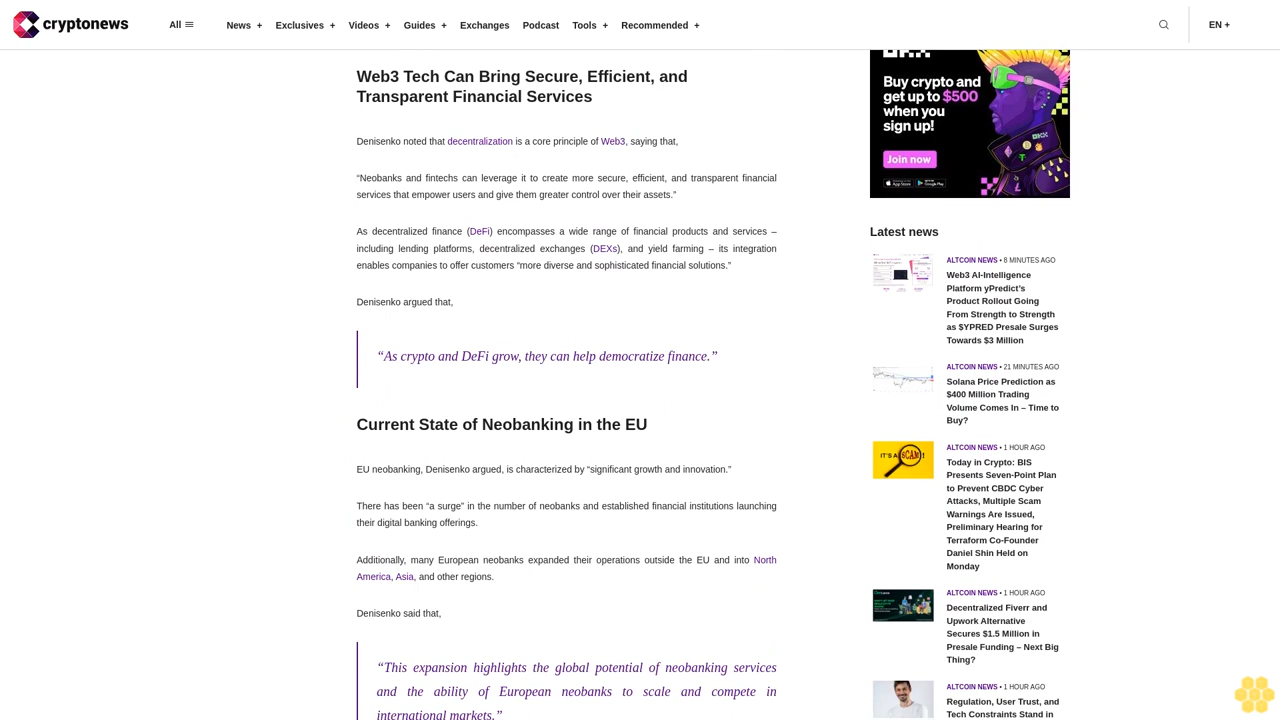 cryptonews
All
News +
Exclusives +
Videos +
Guides +
Exchanges
Podcast
Tools +
Recommended +
EN +
Web3 Tech Can Bring Secure, Efficient, and
Transparent Financial Services
Denisenko noted that decentralization is a core principle of Web3, saying that,
“Neobanks and fintechs can leverage it to create more secure, efficient, and transparent financial
services that empower users and give them greater control over their assets.”
As decentralized finance (DeFi) encompasses a wide range of financial products and services –
including lending platforms, decentralized exchanges (DEXs), and yield farming – its integration
enables companies to offer customers “more diverse and sophisticated financial solutions.”
Denisenko argued that,
“As crypto and DeFi grow, they can help democratize finance.”
Current State of Neobanking in the EU
EU neobanking, Denisenko argued, is characterized by “significant growth and innovation.”
There has been “a surge” in the number of neobanks and established financial institutions launching
their digital banking offerings.
Additionally, many European neobanks expanded their operations outside the EU and into North
America, Asia, and other regions.
Denisenko said that,
“This expansion highlights the global potential of neobanking services
and the ability of European neobanks to scale and compete in
international markets.”
Buy crypto and
get up to $500
when you
sign up!
Join now
App Store
Google Play
OKX
Latest news
ALTCOIN NEWS • 8 MINUTES AGO
Web3 AI-Intelligence
Platform yPredict’s
Product Rollout Going
From Strength to Strength
as $YPRED Presale Surges
Towards $3 Million
ALTCOIN NEWS • 21 MINUTES AGO
Solana Price Prediction as
$400 Million Trading
Volume Comes In – Time to
Buy?
IT'S A SCAM!
ALTCOIN NEWS • 1 HOUR AGO
Today in Crypto: BIS
Presents Seven-Point Plan
to Prevent CBDC Cyber
Attacks, Multiple Scam
Warnings Are Issued,
Preliminary Hearing for
Terraform Co-Founder
Daniel Shin Held on
Monday
ALTCOIN NEWS • 1 HOUR AGO
Decentralized Fiverr and
Upwork Alternative
Secures $1.5 Million in
Presale Funding – Next Big
Thing?
ALTCOIN NEWS • 1 HOUR AGO
Regulation, User Trust, and
Tech Constraints Stand in